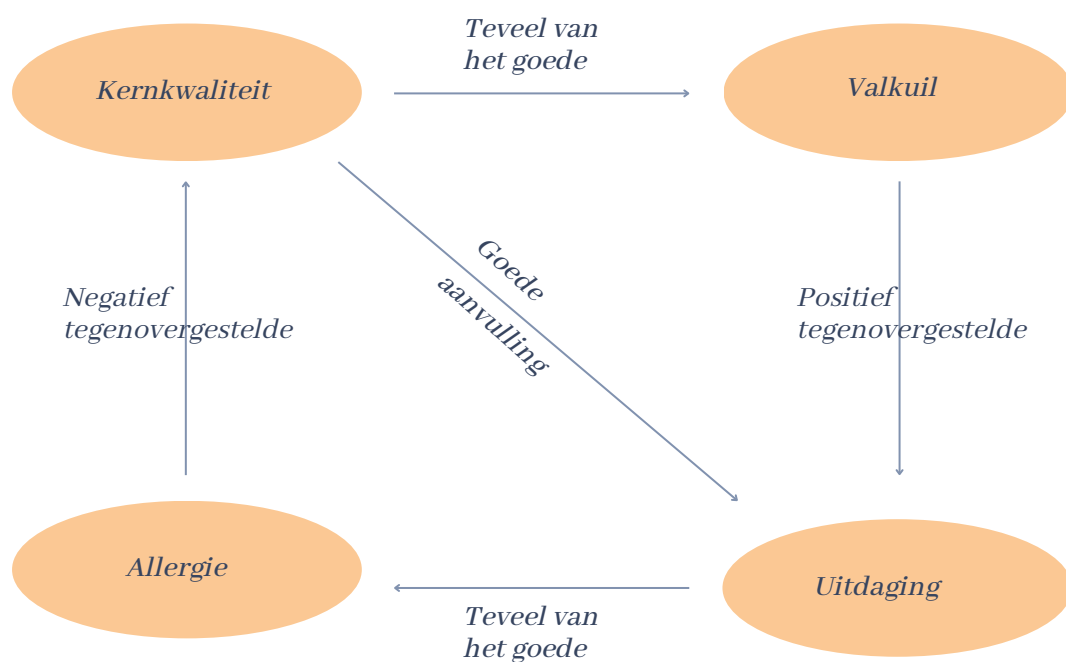 Teveel van
het goede
Kernkwaliteit
Valkuil
Goede
aanvulling
Negatief
tegenovergestelde
Positief
tegenovergestelde
Allergie
Uitdaging
Teveel van
het goede